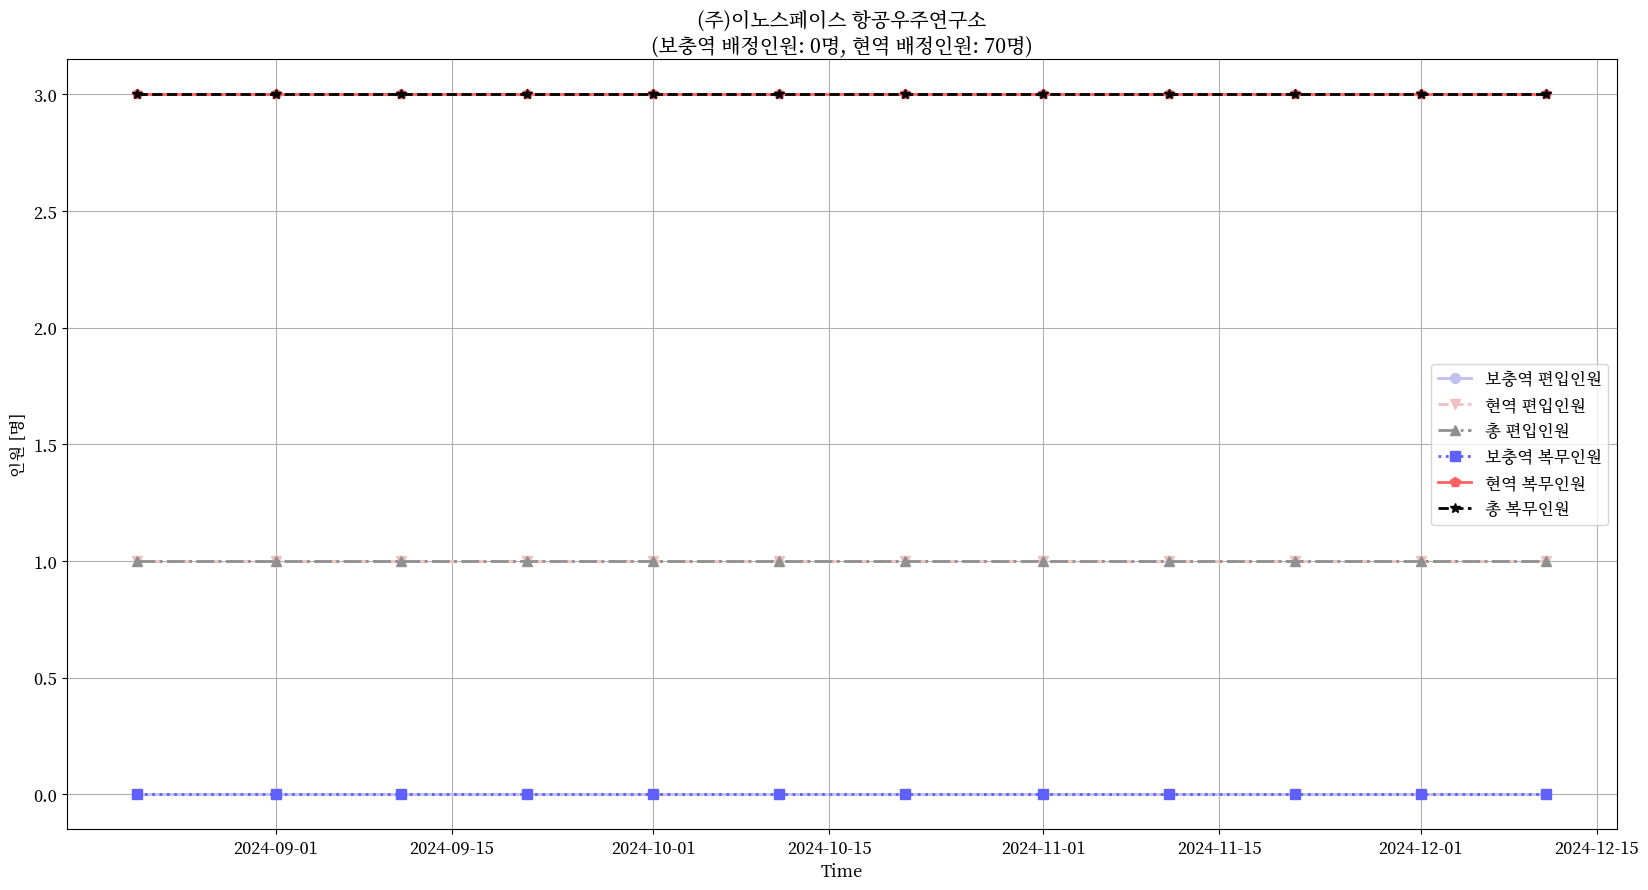 (주)이노스페이스 항공우주연구소
(보충역 배정인원: 0명, 현역 배정인원: 70명)
3.0
2.5
2.0
1.5
1.0
0.5
0.0
인원 [명]
보충역 편입인원
현역 편입인원
총 편입인원
보충역 복무인원
현역 복무인원
총 복무인원
2024-09-01
2024-09-15
2024-10-01
2024-10-15
2024-11-01
2024-11-15
2024-12-01
2024-12-15
Time